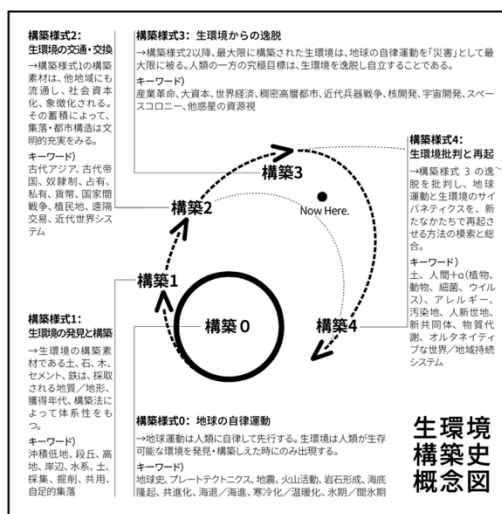 構築様式2:
生環境の交通・交換
→構築様式1の構築
素材は、他地域にも
流通し、社会資本
化、象徴化される。
その蓄積によって、
集落・都市構造は文
明的充実をみる。
キーワード)
古代アジア、古代帝
国、奴隷制、占有、
私有、貨幣、国家間
戦争、植民地、遠隔
交易、近代世界シス
テム
構築様式3: 生環境からの逸脱
→構築様式2以降、最大限に構築された生環境は、地球の自律運動を「災害」として最
大限に被る。人類の一方の究極目標は、生環境を逸脱し自立することである。
キーワード)
産業革命、大資本、世界経済、稠密高層都市、近代兵器戦争、核開発、宇宙開発、スペー
スコロニー、他惑星の資源視
構築様式4:
生環境批判と再起
→構築様式 3 の逸
脱を批判し、地球
運動と生環境のサイ
バネティクスを、新
たなかたちで再起さ
せる方法の模索と総
合。
キーワード)
土、人間+α(植物、
動物、細菌、ウイル
ス)、アレルギー、
汚染地、人新世的、
新共同体、物質代
謝、オルタネイティ
ブな世界/地域持続
システム
構築3
Now Here.
構築2
構築1
構築0
構築4
構築様式1:
生環境の発見と構築
→生環境の構築素
材である土、石、木、
セメント、鉄は、採取
される地質/地形、
獲得年代、構築法に
よって体系性をも
つ。
キーワード)
沖積低地、段丘、高
地、岸辺、水系、土、
採集、掘削、共用、
自足的集落
構築様式0: 地球の自律運動
→地球運動は人類に自律して先行する。生環境は人類が生存
可能な環境を発見・構築しえた時にのみ出現する。
キーワード)
地球史、プレートテクトニクス、地震、火山活動、岩石形成、海底
隆起、共進化、海退/海進、寒冷化/温暖化、氷期/間氷期
生環境
構築史
概念図